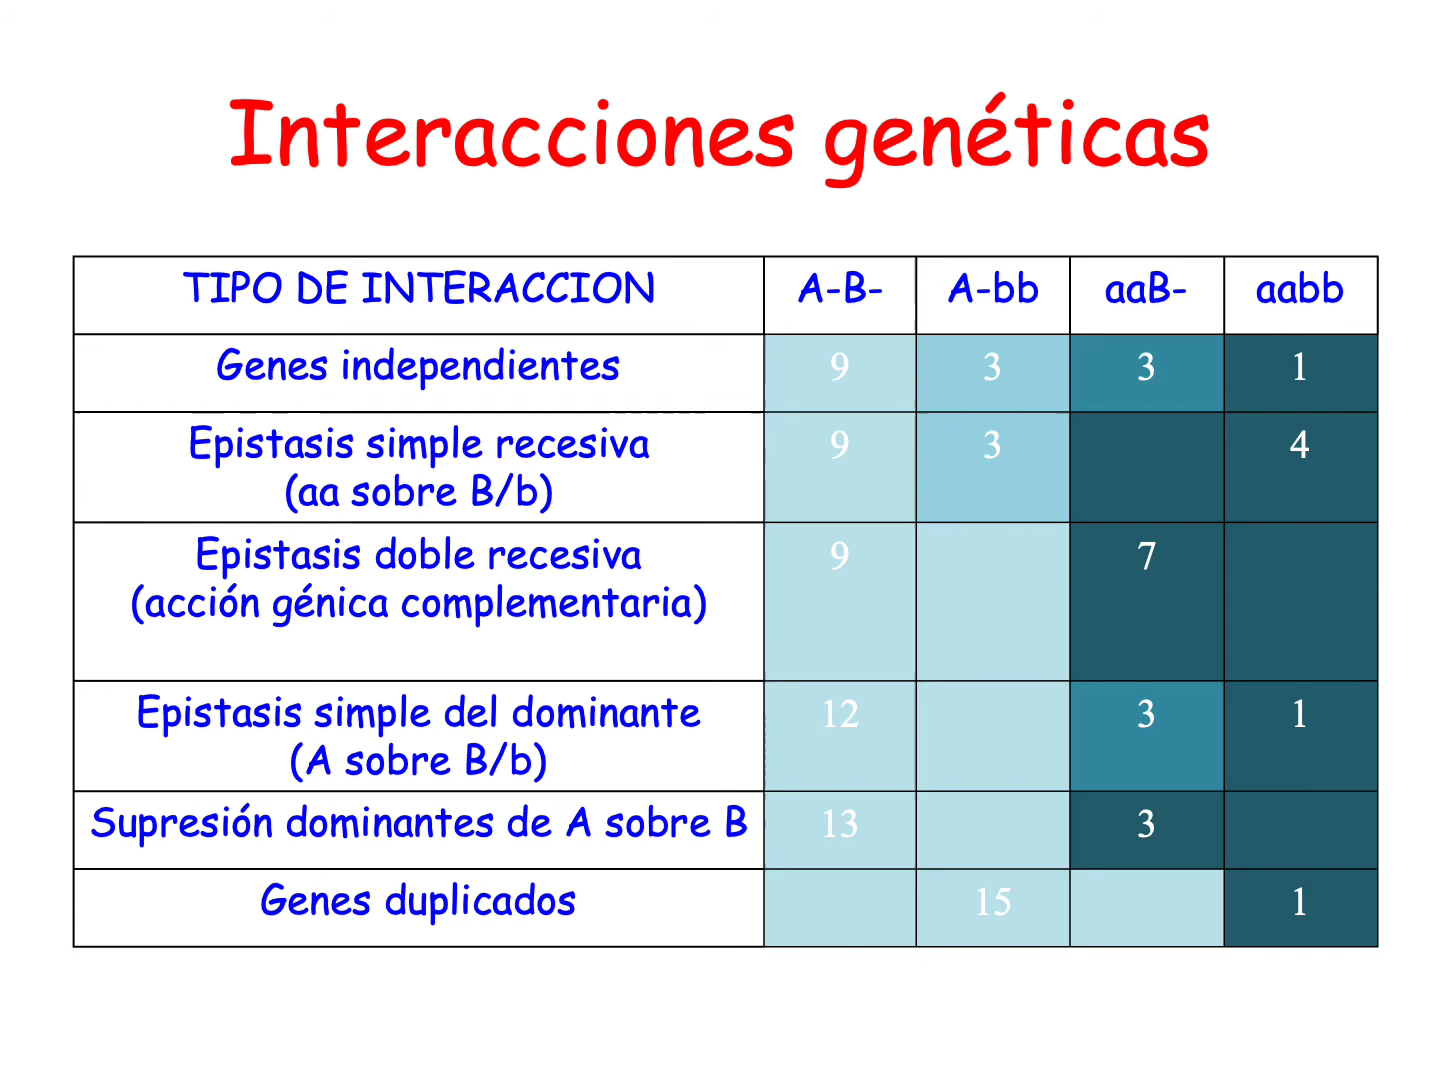 Interacciones genéticas
TIPO DE INTERACCION A-B- A-bb aaB- aabb
Genes independientes 9 3 3 1
Epistasis simple recesiva 9 3 4
(aa sobre B/b)
Epistasis doble recesiva 9 7
(acción génica complementaria)
Epistasis simple del dominante 12 3 1
(A sobre B/b)
Supresión dominantes de A sobre B 13 3
Genes duplicados 15 1